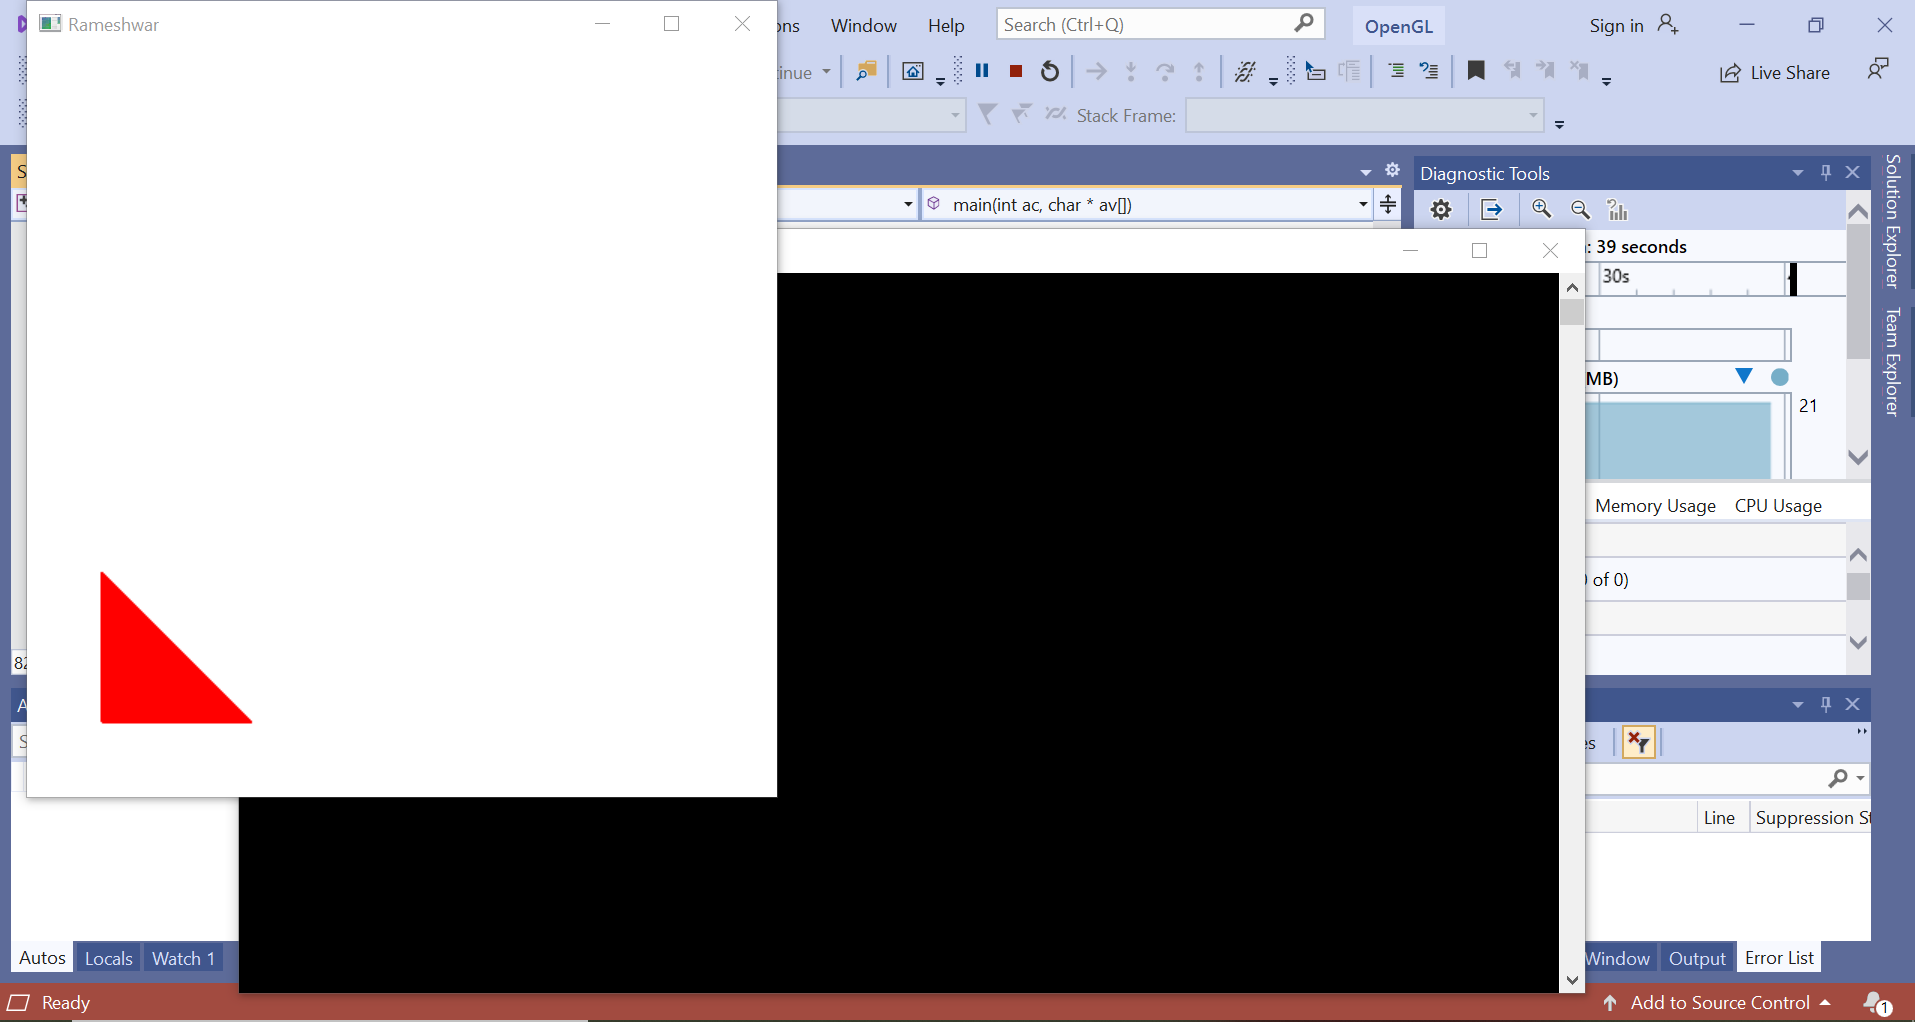 Rameshwar
ons Window Help Search (Ctrl+Q) OpenGL Sign in
inue Live Share
Stack Frame:
S
main(int ac, char * av[])
Diagnostic Tools
: 39 seconds
30s
MB)
21
Memory Usage CPU Usage
of 0)
82
A
S
es
Line Suppression St
Solution Explorer
Team Explorer
Autos Locals Watch 1
Window Output Error List
Ready
Add to Source Control 1